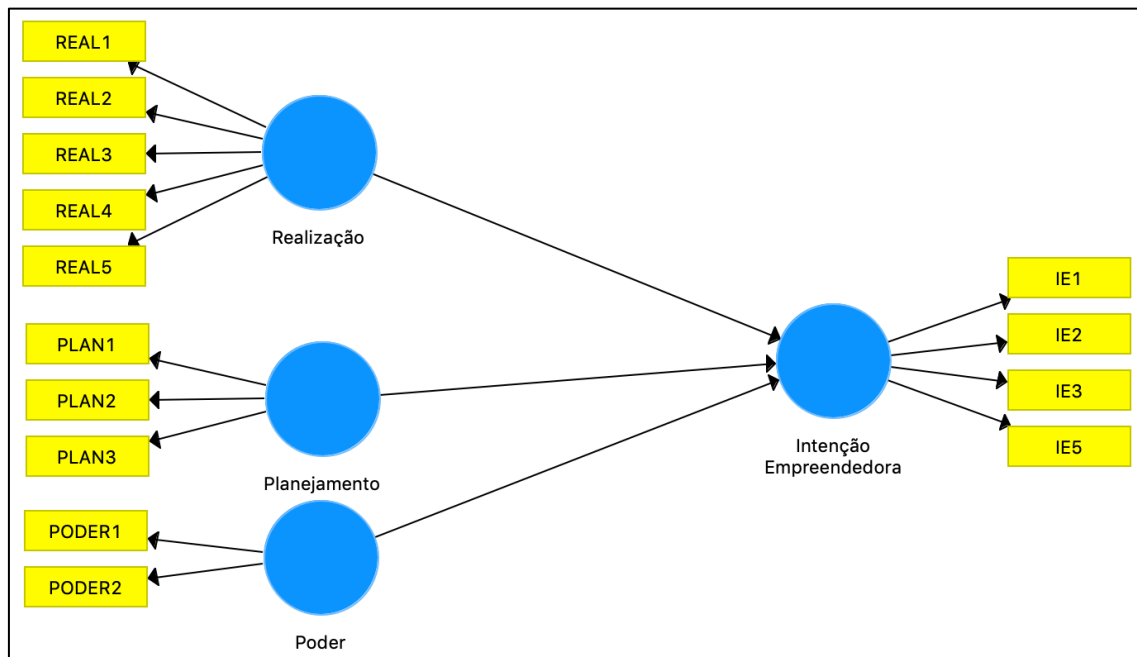 REAL1
REAL2
REAL3
REAL4
REAL5
Realização
PLAN1
PLAN2
PLAN3
Planejamento
PODER1
PODER2
Poder
Intenção
Empreendedora
IE1
IE2
IE3
IE5